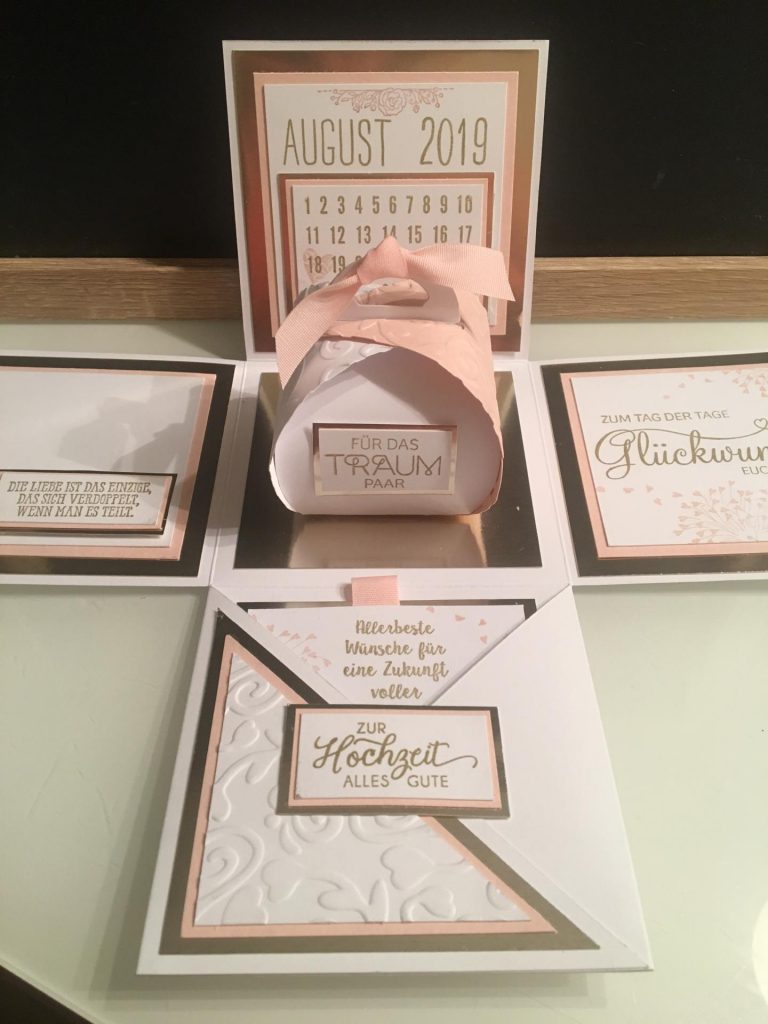 AUGUST 2019
1 2 3 4 5 6 7 8 9 10
11 12 13 14 15 16 17
18 19
FÜR DAS
TRAUM
PAAR
DIE LIEBE IST DAS EINZIGE,
DAS SICH VERDOPPELT,
WENN MAN ES TEILT.
ZUM TAG DER TAGE
Glückwun
EUC
Allerbeste
Wünsche für
eine Zukunft
voller
ZUR
Hochzeit
ALLES GUTE